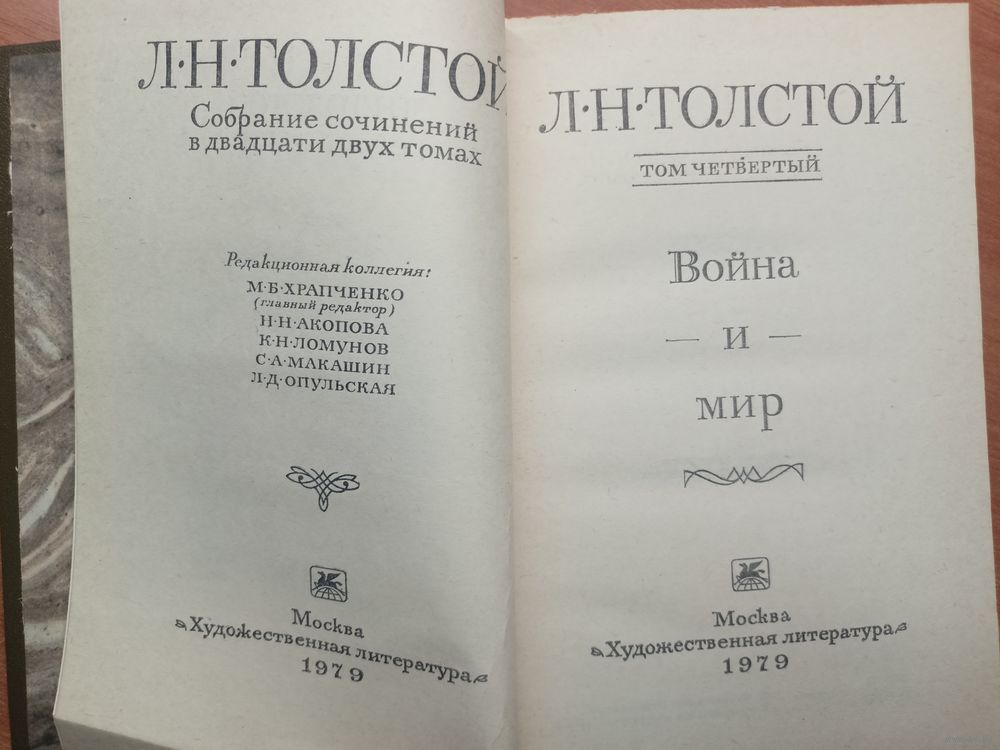 Л·Н·ТОЛСТОЙ
Собрание сочинений
в двадцати двух томах
Редакционная коллегия:
М·Б·ХРАПЧЕНКО
(главный редактор)
Н·Н·АКОПОВА
К·Н·ЛОМУНОВ
С·А·МАКАШИН
Л·Д·ОПУЛЬСКАЯ
Москва
«Художественная литература»
1979
Л·Н·ТОЛСТОЙ
ТОМ ЧЕТВЕРТЫЙ
Война
— и —
мир
Москва
«Художественная литература»
1979